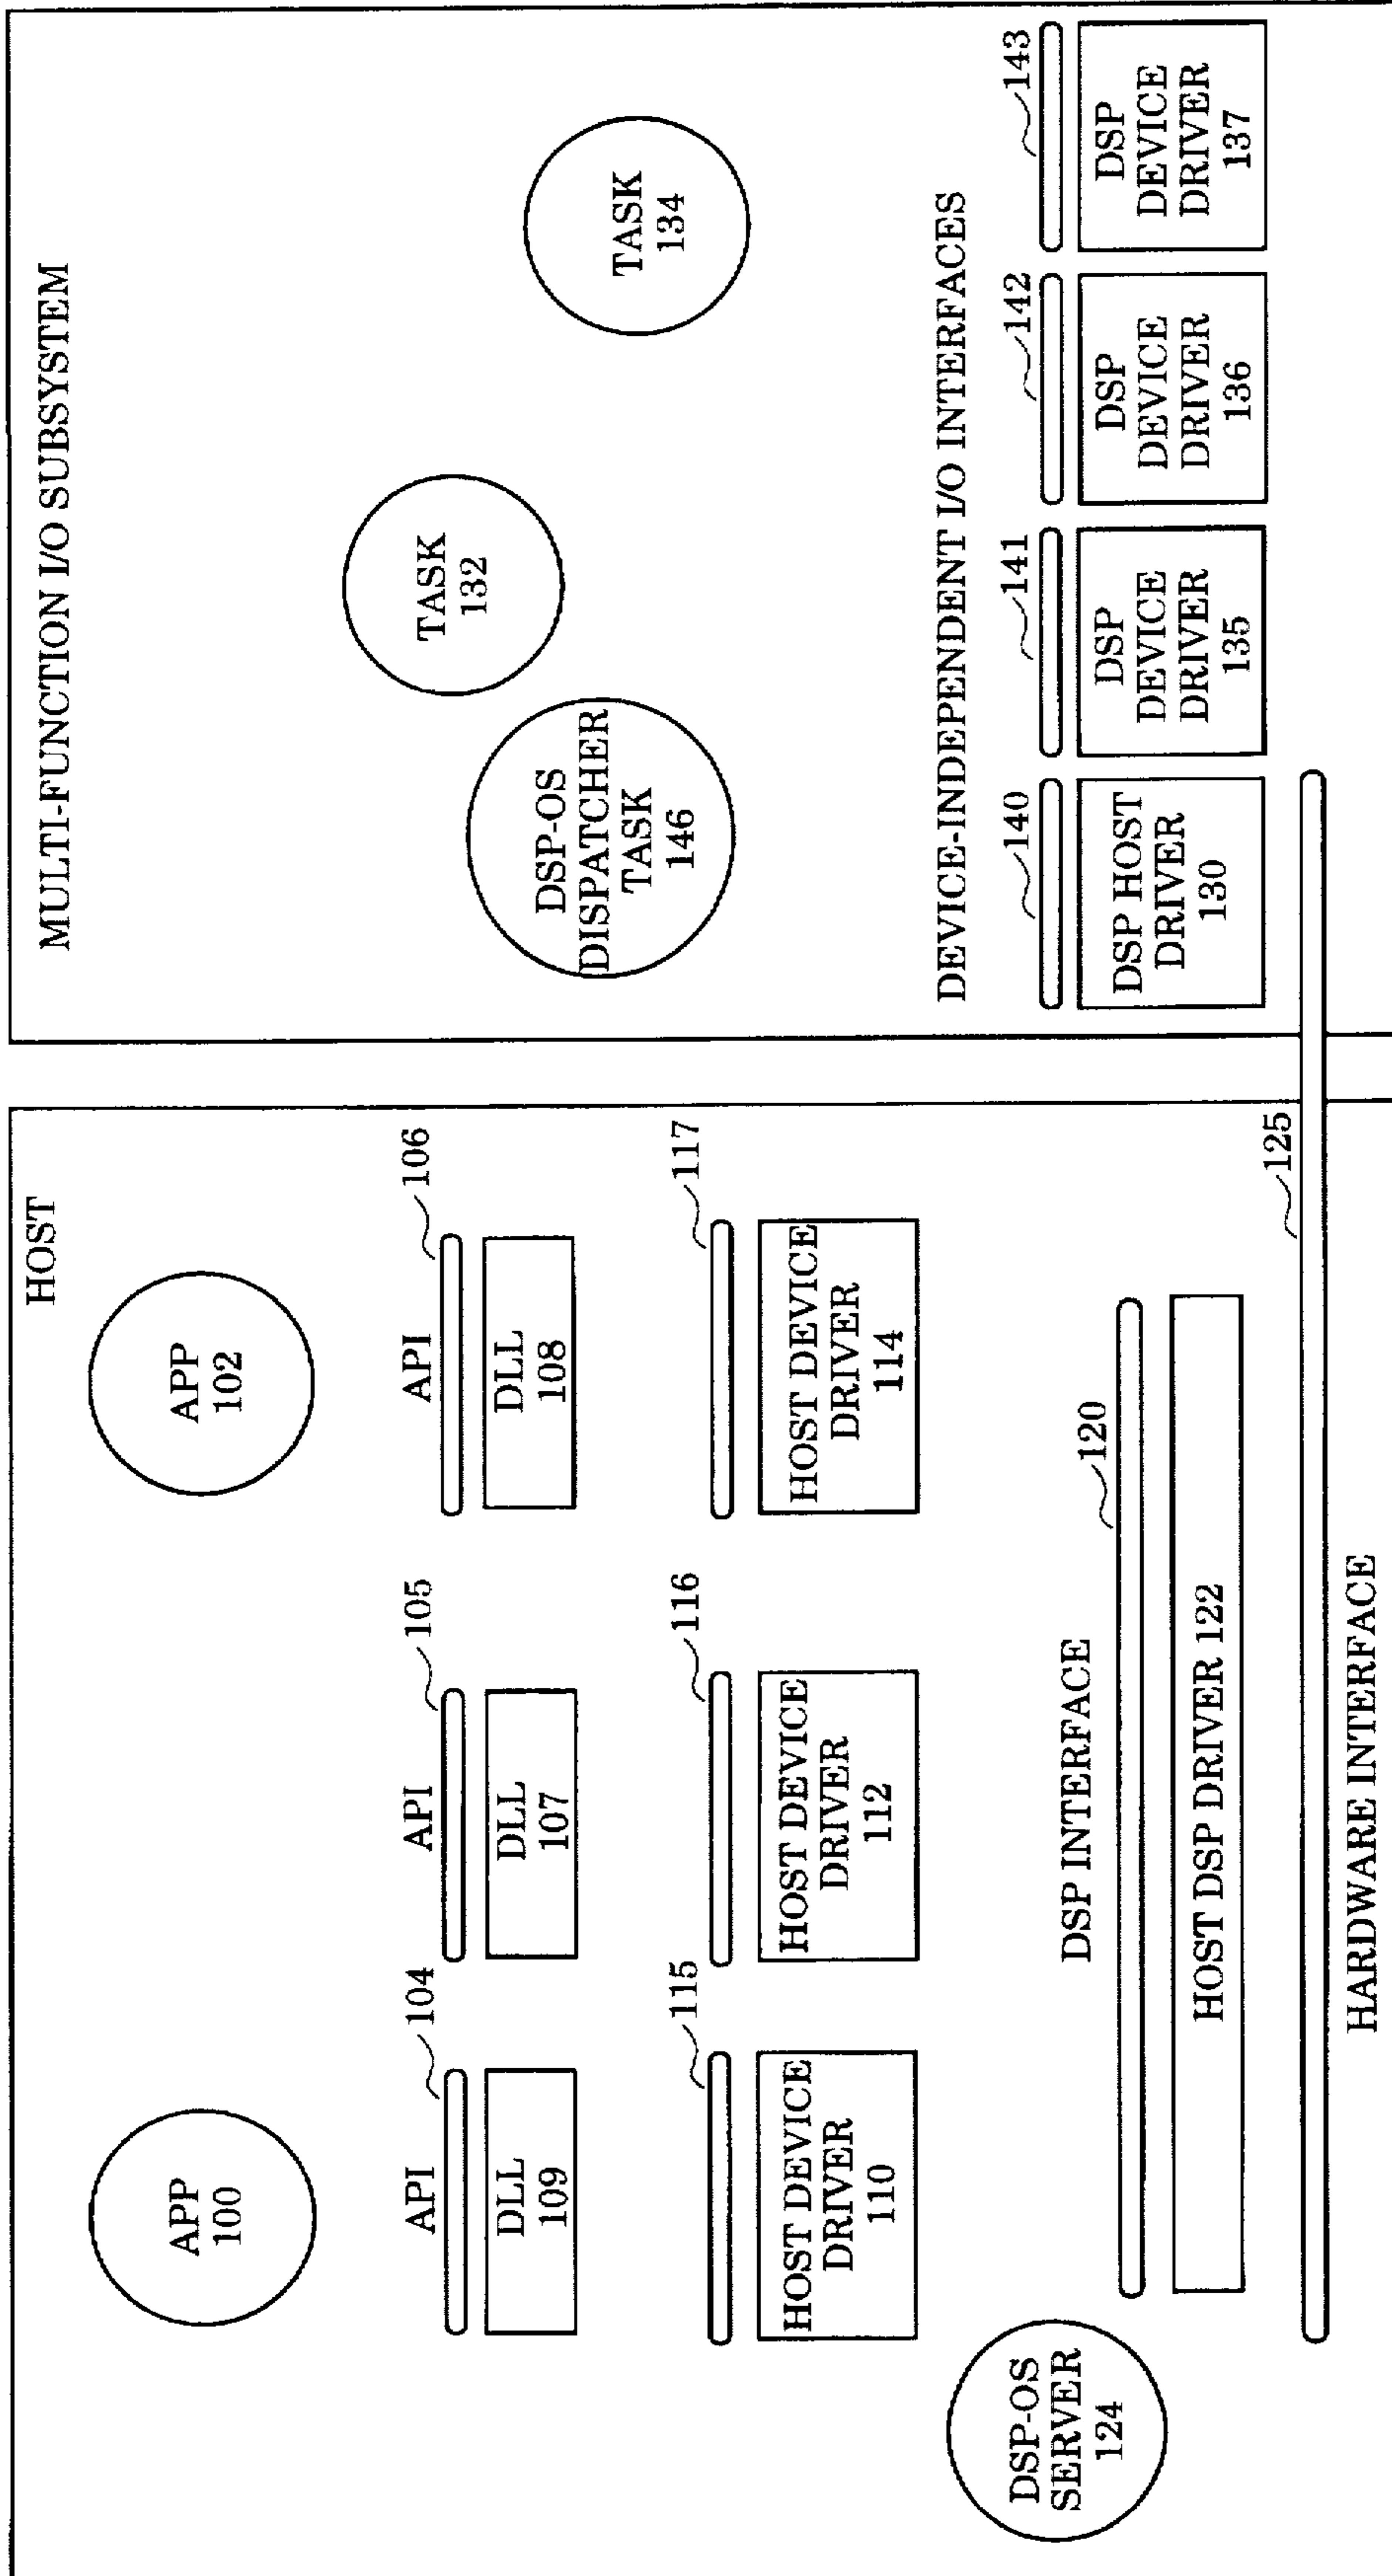 HOST
APP
100
APP
102
API
104
API
105
API
106
DLL
109
DLL
107
DLL
108
115
116
117
HOST DEVICE
DRIVER
110
HOST DEVICE
DRIVER
112
HOST DEVICE
DRIVER
114
DSP-OS
SERVER
124
DSP INTERFACE
120
HOST DSP DRIVER 122
125
HARDWARE INTERFACE
MULTI-FUNCTION I/O SUBSYSTEM
DSP-OS
DISPATCHER
TASK
146
TASK
132
TASK
134
DEVICE-INDEPENDENT I/O INTERFACES
140
141
142
143
DSP HOST
DRIVER
130
DSP
DEVICE
DRIVER
135
DSP
DEVICE
DRIVER
136
DSP
DEVICE
DRIVER
137